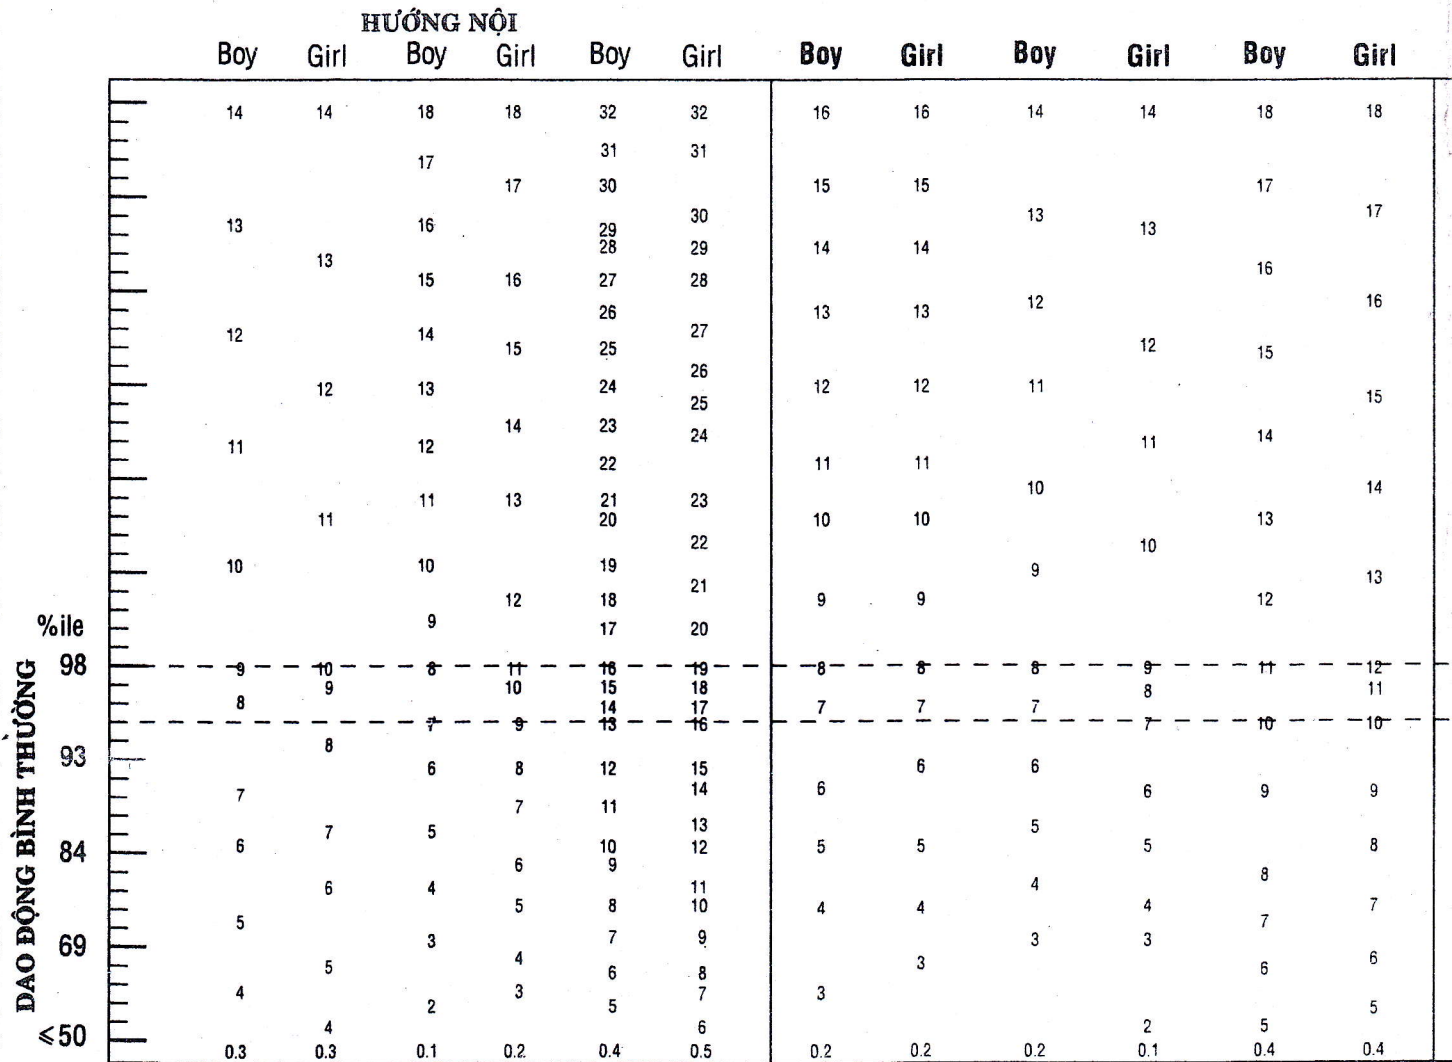 HƯỚNG NỘI
Boy Girl Boy Girl Boy Girl Boy Girl Boy Girl Boy Girl
14 14 18 18 32 32 16 16 14 14 18 18
31 31
17
17 30 15 15 17
30 13 17
13 16 29 13
28 29 14 14
13 16
15 16 27 28
12 16
26 13 13
12 14 27
15 25 12 15
26
12 13 24 12 12 11
25 15
14 23
24 11 14
11 12
22 11 11
10 14
11 13 21 23
11 20 10 10 13
22 10
10 10 19 9
21 13
12 18 9 9 12
%ile 9 17 20
98 9 10 8 11 16 19 8 8 8 9 11 12
9 10 15 18 8 11
8 14 17 7 7 7
7 9 13 16 7 10 10
8
93 6 8 12 15 6 6
7 14 6 6 9 9
7 11
7 5 13 5
84 6 10 12 5 5 5 8
6 9
8
6 4 11 4
5 8 10 4 4 4 7
5 7
69 3 7 9 3 3
5 4 6 8 3 6 6
4 3 7 3
2 5 5
≤50 4 6 2 5
0.3 0.3 0.1 0.2 0.4 0.5 0.2 0.2 0.2 0.1 0.4 0.4
DAO ĐỘNG BÌNH THƯỜNG